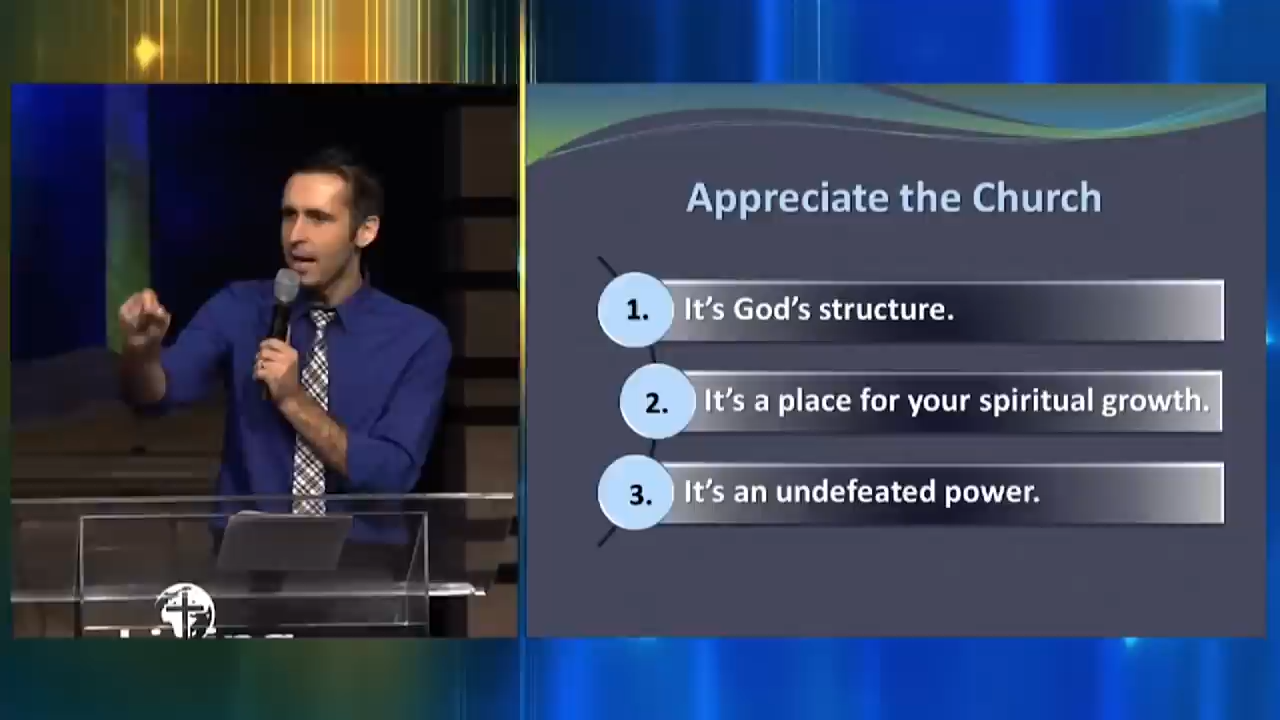 Appreciate the Church
1. It's God's structure.
2. It's a place for your spiritual growth.
3. It's an undefeated power.